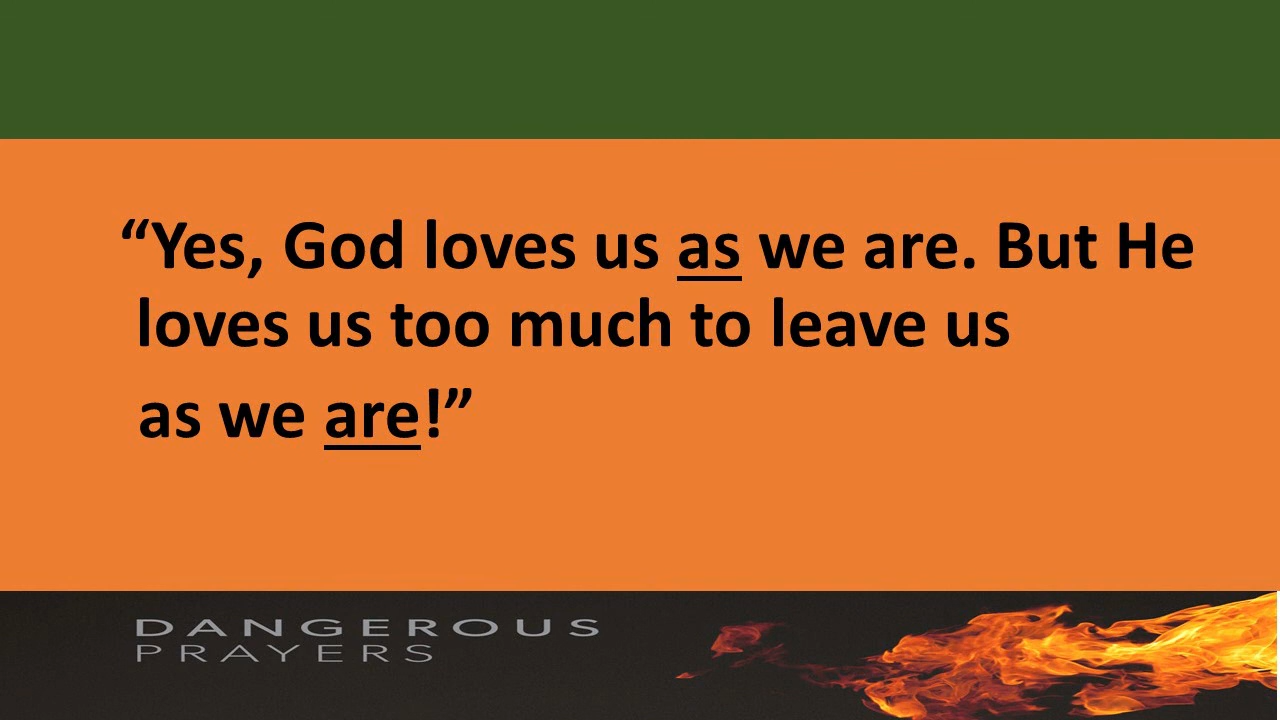 “Yes, God loves us as we are. But He
loves us too much to leave us
as we are!”
DANGEROUS
PRAYERS